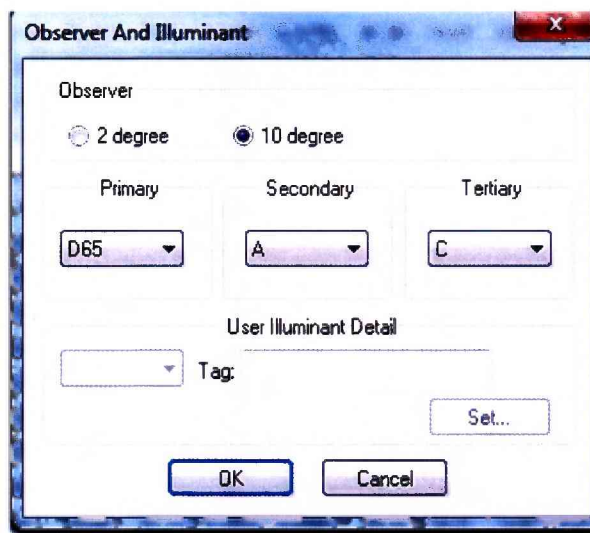 Observer And Illuminant
X
Observer
2 degree 10 degree
Primary Secondary Tertiary
D65 A C
User Illuminant Detail
Tag:
Set...
OK Cancel